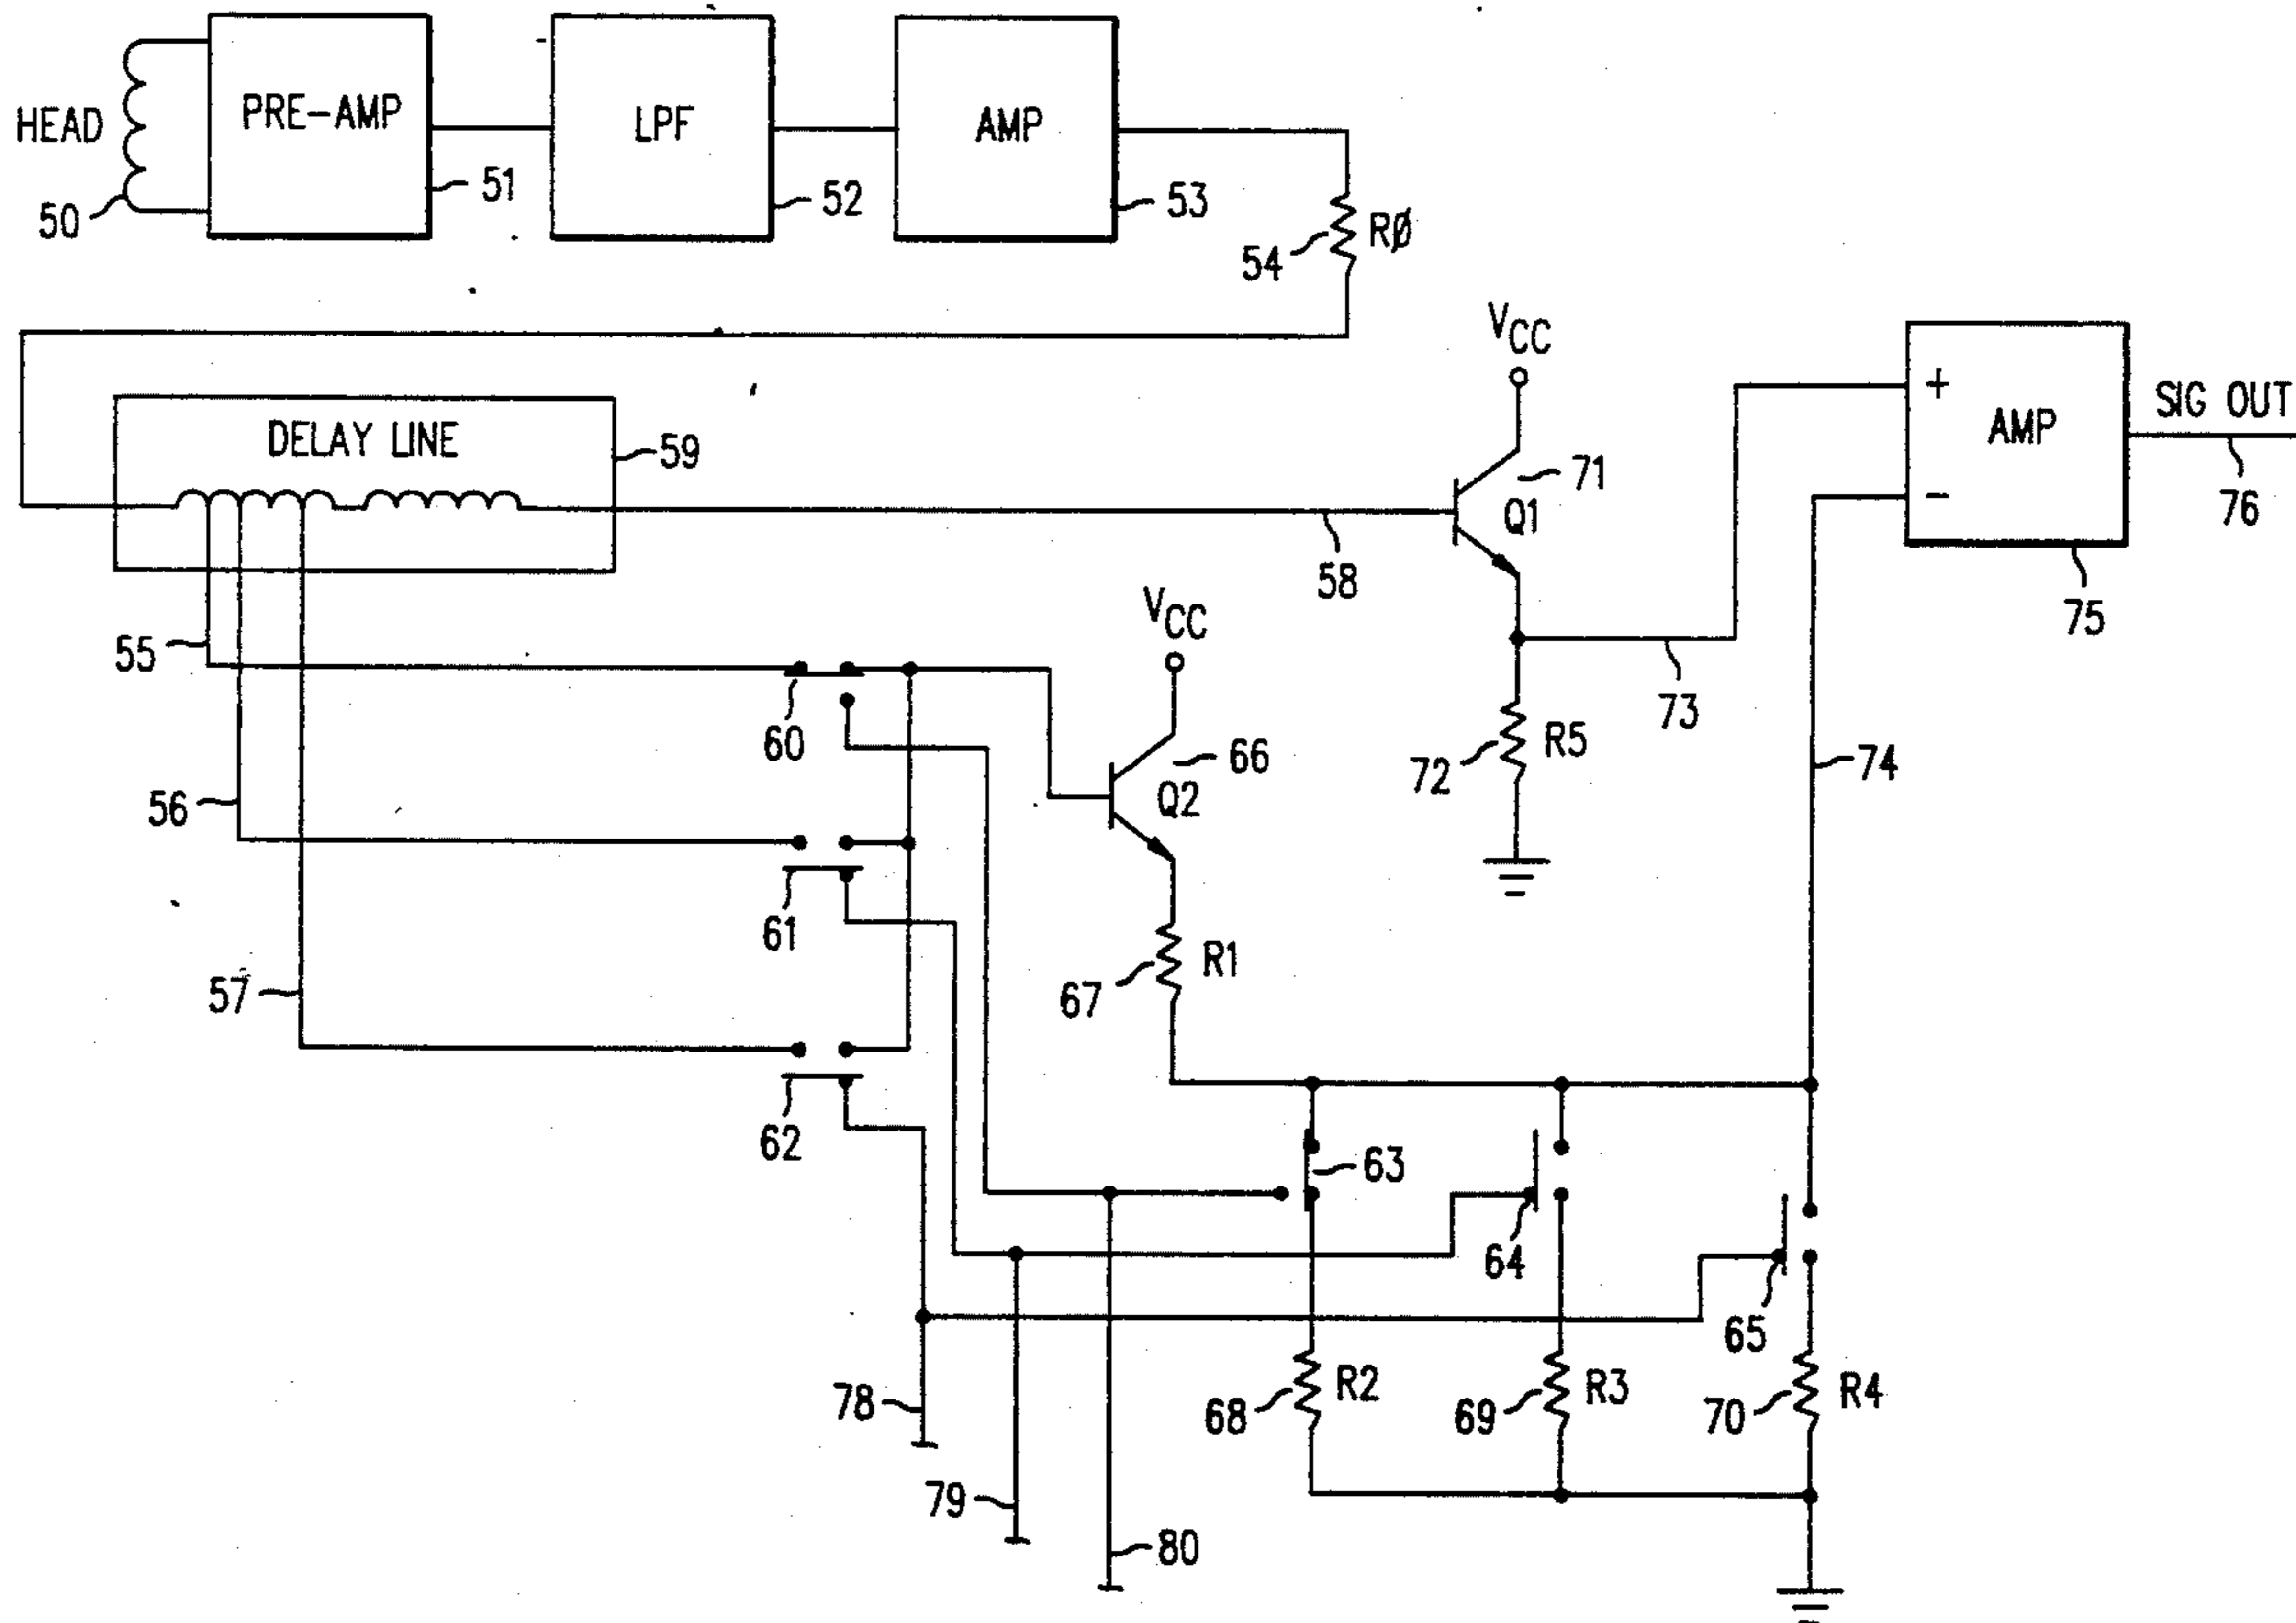 HEAD
50
PRE-AMP
51
LPF
52
AMP
53
54
RØ
DELAY LINE
59
VCC
71
Q1
58
AMP
+
−
SIG OUT
76
75
55
60
VCC
66
Q2
R5
72
73
74
56
61
R1
67
57
62
63
64
65
78
79
80
R2
68
R3
69
R4
70